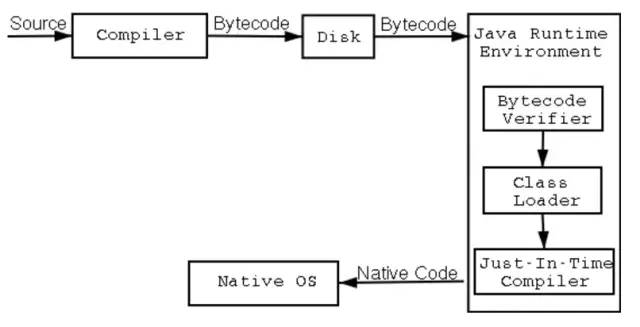 Source
Compiler
Bytecode
Disk
Bytecode
Java Runtime
Environment
Bytecode
Verifier
Class
Loader
Just-In-Time
Compiler
Native Code
Native OS